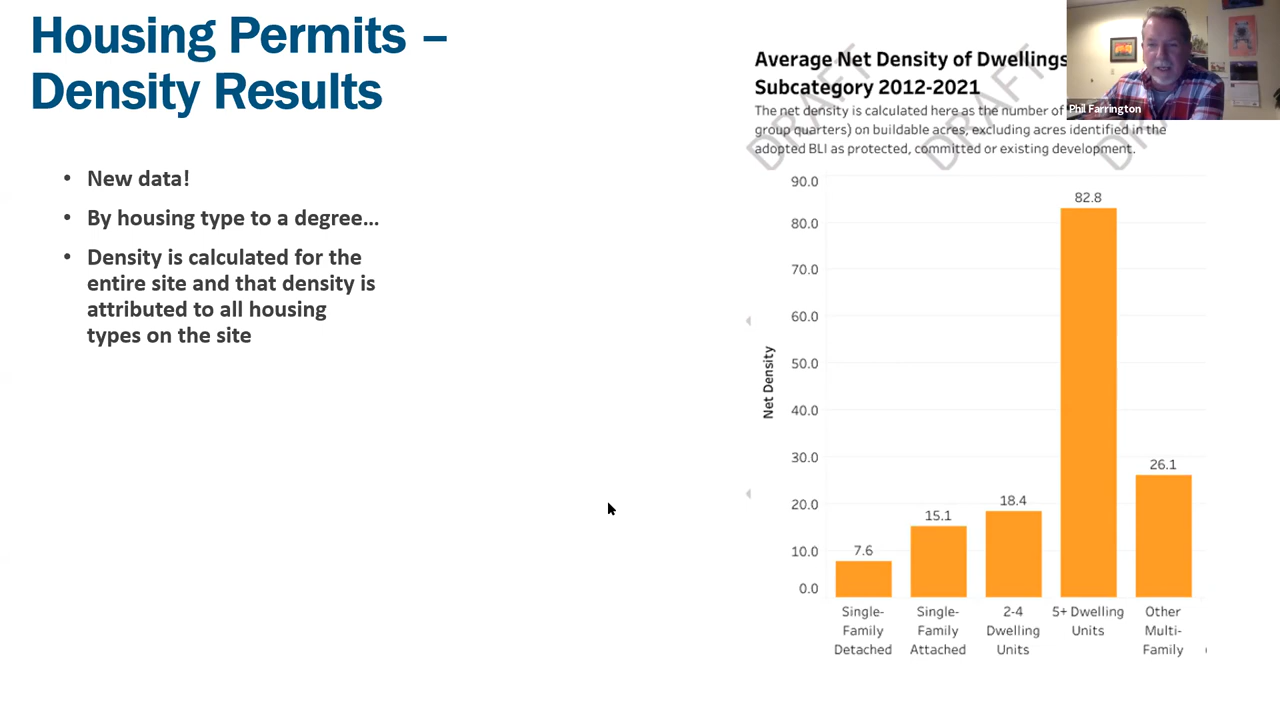 Housing Permits –
Density Results
• New data!
• By housing type to a degree…
• Density is calculated for the
entire site and that density is
attributed to all housing
types on the site
Average Net Density of Dwellings
Subcategory 2012-2021
The net density is calculated here as the number of
group quarters) on buildable acres, excluding acres identified in the
adopted BLI as protected, committed or existing development.
DRAFT DRAFT DRAFT
Phil Farrington
Net Density
90.0
80.0
70.0
60.0
50.0
40.0
30.0
20.0
10.0
0.0
7.6
15.1
18.4
82.8
26.1
Single-
Family
Detached
Single-
Family
Attached
2-4
Dwelling
Units
5+ Dwelling
Units
Other
Multi-
Family